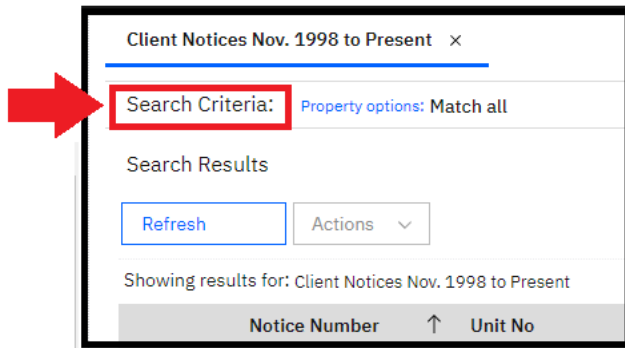 Client Notices Nov. 1998 to Present ×
Search Criteria: Property options: Match all
Search Results
Refresh Actions
Showing results for: Client Notices Nov. 1998 to Present
Notice Number ↑ Unit No